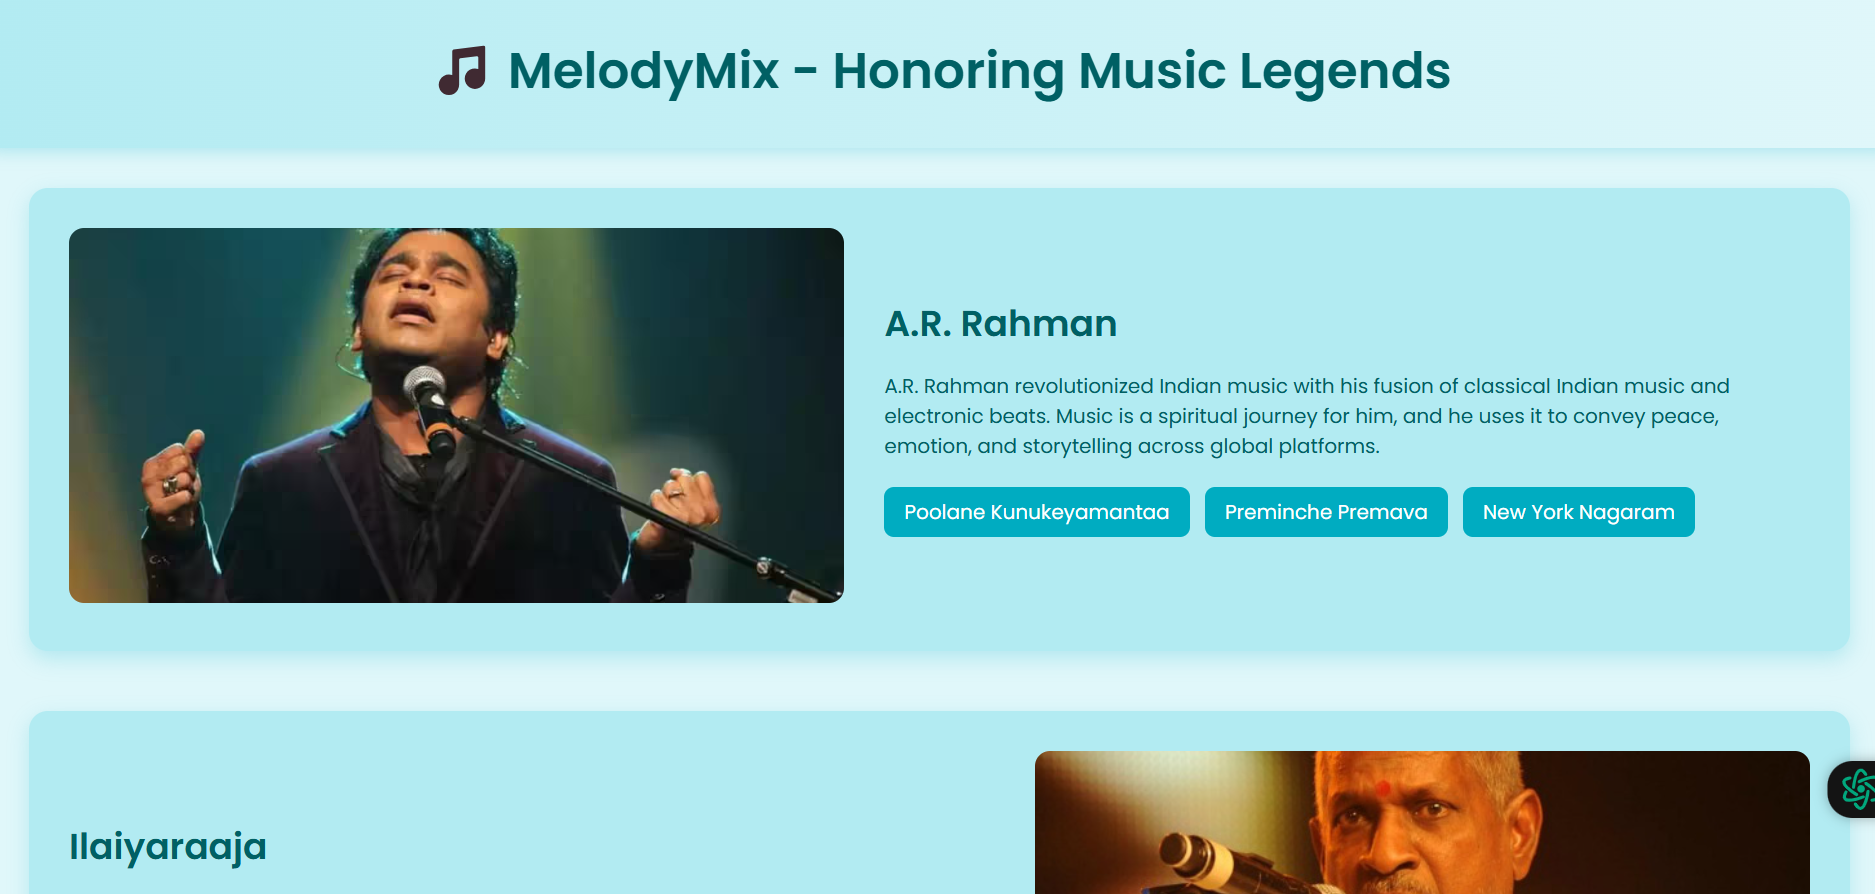 MelodyMix - Honoring Music Legends
A.R. Rahman
A.R. Rahman revolutionized Indian music with his fusion of classical Indian music and
electronic beats. Music is a spiritual journey for him, and he uses it to convey peace,
emotion, and storytelling across global platforms.
Poolane Kunukeyamantaa
Preminche Premava
New York Nagaram
Ilaiyaraaja